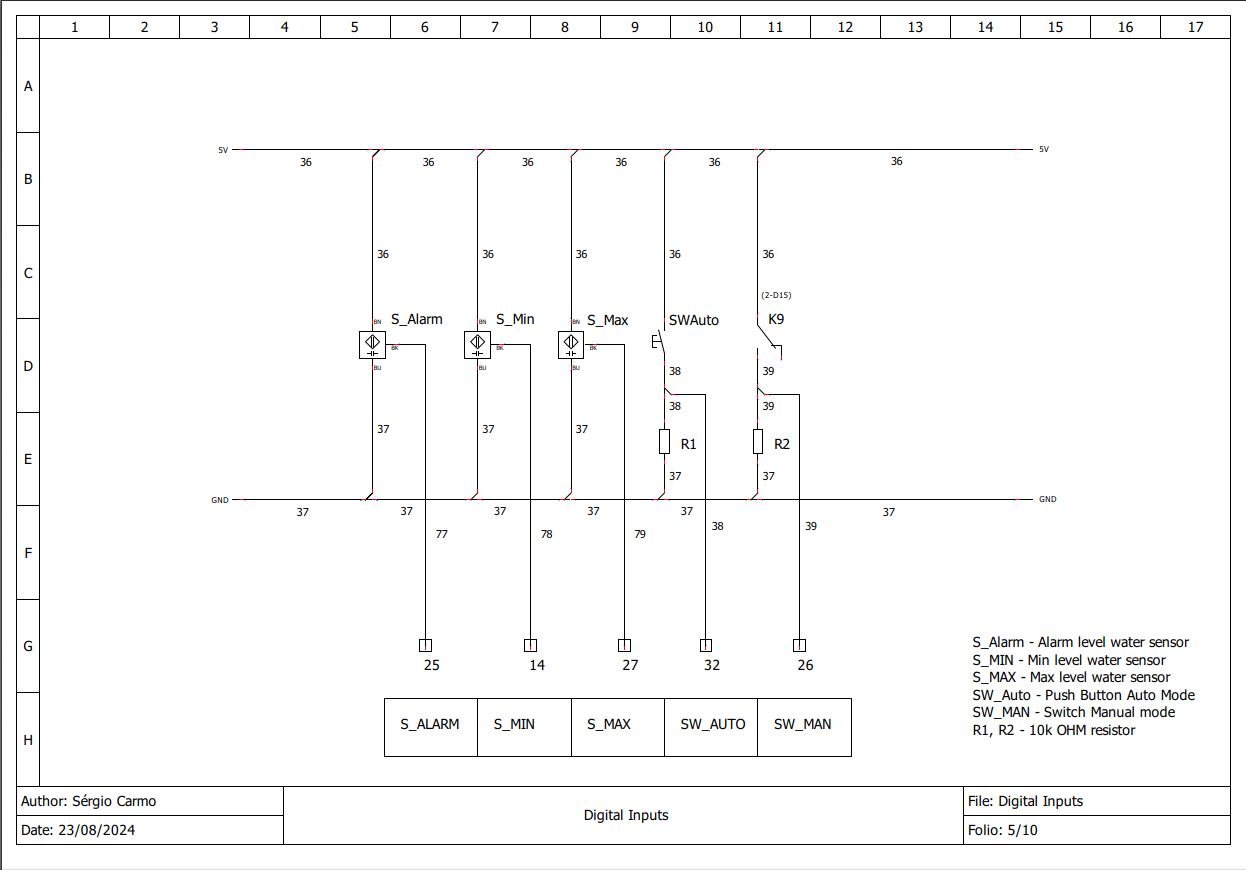 1 2 3 4 5 6 7 8 9 10 11 12 13 14 15 16 17
A
5V 5V
36 36 36 36 36 36
B
36 36 36 36 36
C
(2-D15)
BN S_Alarm BN S_Min BN S_Max SWAuto K9
BK BK BK
D
BU BU BU 38 39
38 39
37 37 37
R1 R2
E
37 37
GND GND
37 37 37 37 37 37
38 39
77 78 79
F
G
25 14 27 32 26
S_Alarm - Alarm level water sensor
S_MIN - Min level water sensor
S_MAX - Max level water sensor
SW_Auto - Push Button Auto Mode
SW_MAN - Switch Manual mode
R1, R2 - 10k OHM resistor
S_ALARM S_MIN S_MAX SW_AUTO SW_MAN
H
Author: Sérgio Carmo
Date: 23/08/2024
Digital Inputs
File: Digital Inputs
Folio: 5/10